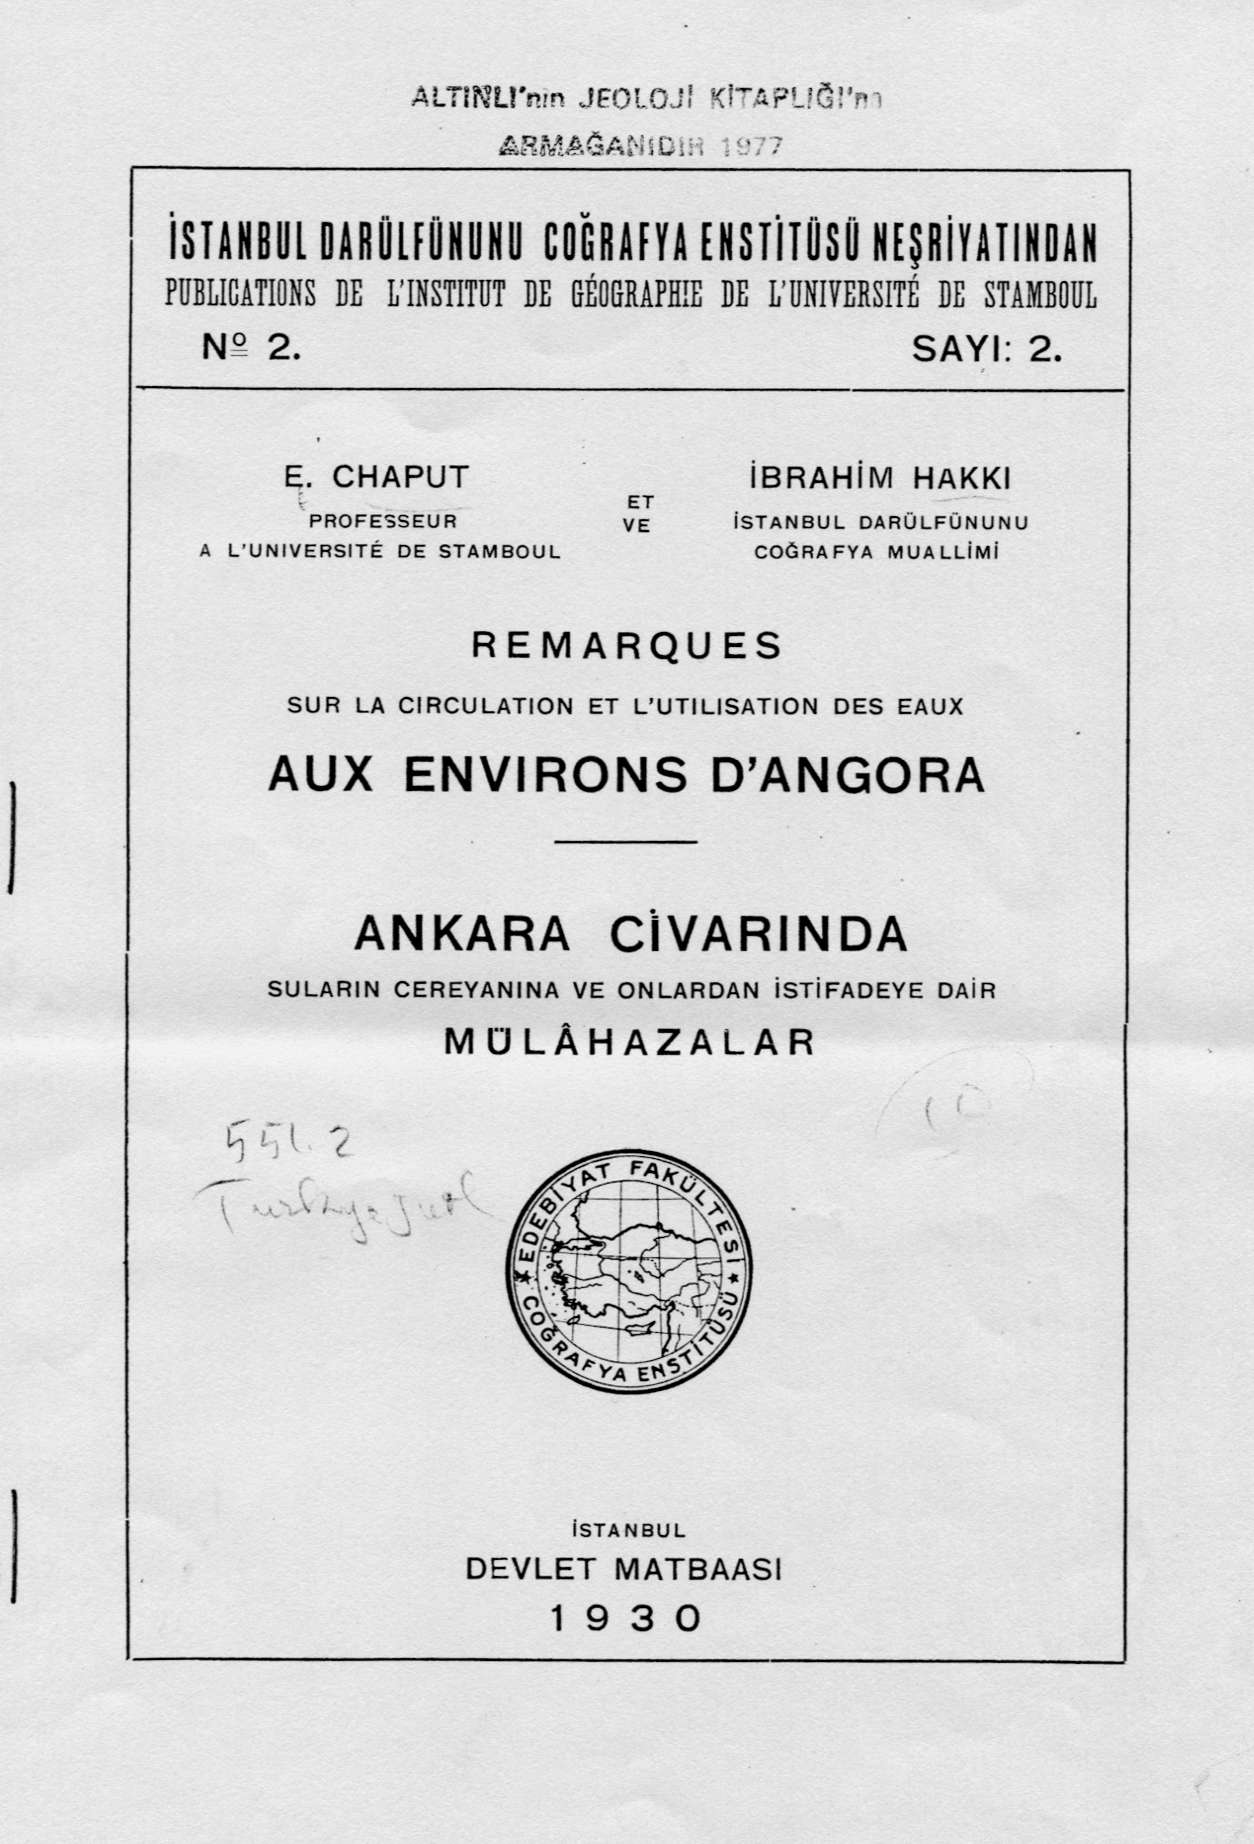 ALTINLI'nin JEOLOJİ KİTAPLIĞI'na
ARMAĞANIDIR 1977
İSTANBUL DARÜLFÜNUNU COĞRAFYA ENSTİTÜSÜ NEŞRİYATINDAN
PUBLICATIONS DE L'INSTITUT DE GÉOGRAPHIE DE L'UNIVERSITÉ DE STAMBOUL
Nº 2. SAYI: 2.
E. CHAPUT
PROFESSEUR
A L'UNIVERSITÉ DE STAMBOUL
ET
VE
İBRAHİM HAKKI
İSTANBUL DARÜLFÜNUNU
COĞRAFYA MUALLİMİ
REMARQUES
SUR LA CIRCULATION ET L'UTILISATION DES EAUX
AUX ENVIRONS D'ANGORA
ANKARA CİVARINDA
SULARIN CEREYANINA VE ONLARDAN İSTİFADEYE DAİR
MÜLÂHAZALAR
551.2
EDEBİYAT FAKÜLTESİ
COĞRAFYA ENSTİTÜSÜ
İSTANBUL
DEVLET MATBAASI
1930